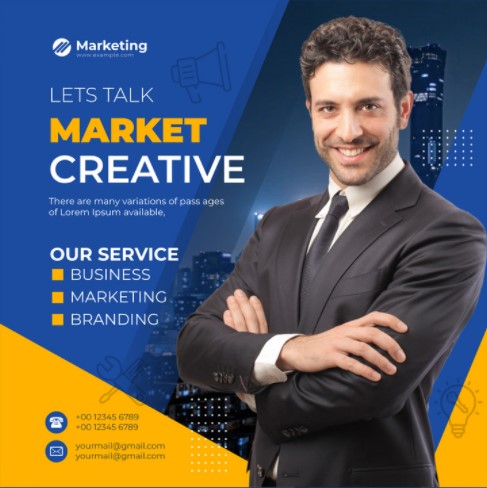 Marketing
www.example.com
LETS TALK
MARKET
CREATIVE
There are many variations of pass ages
of Lorem Ipsum available,
OUR SERVICE
BUSINESS
MARKETING
BRANDING
+00 12345 6789
+00 12345 6789
yourmail@gmail.com
yourmail@gmail.com